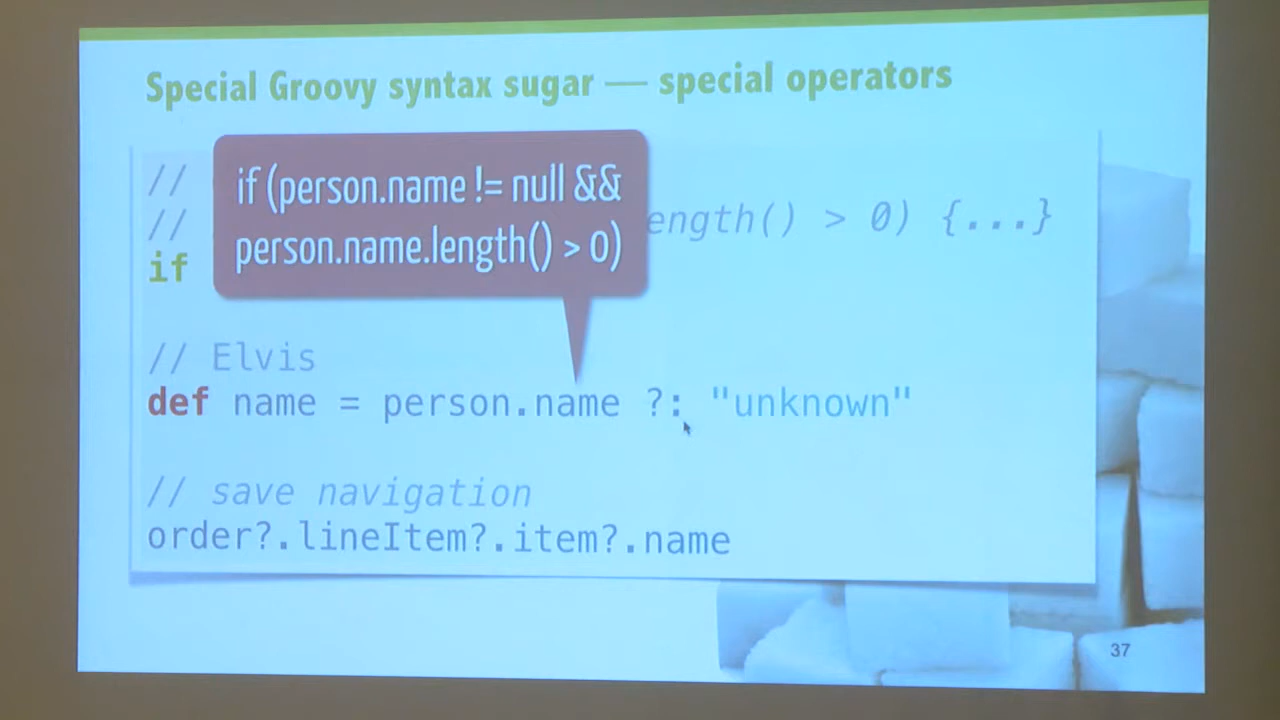 Special Groovy syntax sugar — special operators
//
if (person.name != null &&
person.name.length() > 0)
// ength() > 0) {...}
if
// Elvis
def name = person.name ?: "unknown"
// save navigation
order?.lineItem?.item?.name
37